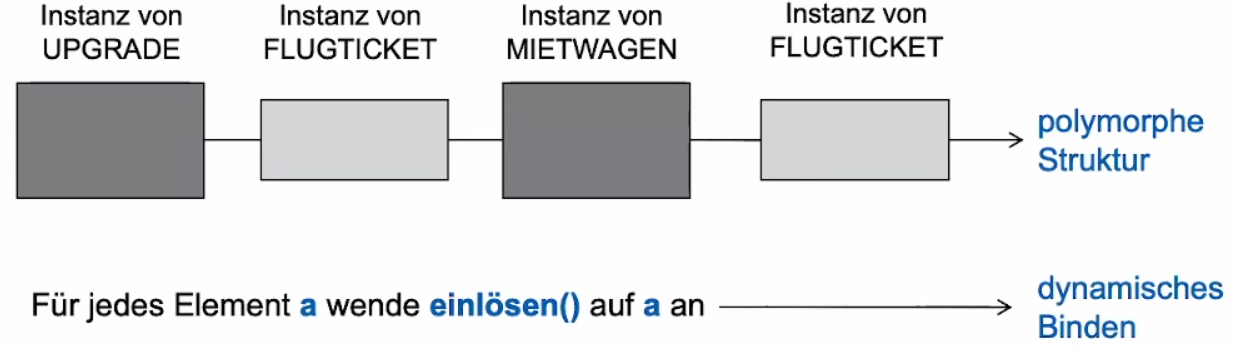 Instanz von
UPGRADE
Instanz von
FLUGTICKET
Instanz von
MIETWAGEN
Instanz von
FLUGTICKET
polymorphe
Struktur
Für jedes Element a wende einlösen() auf a an
dynamisches
Binden